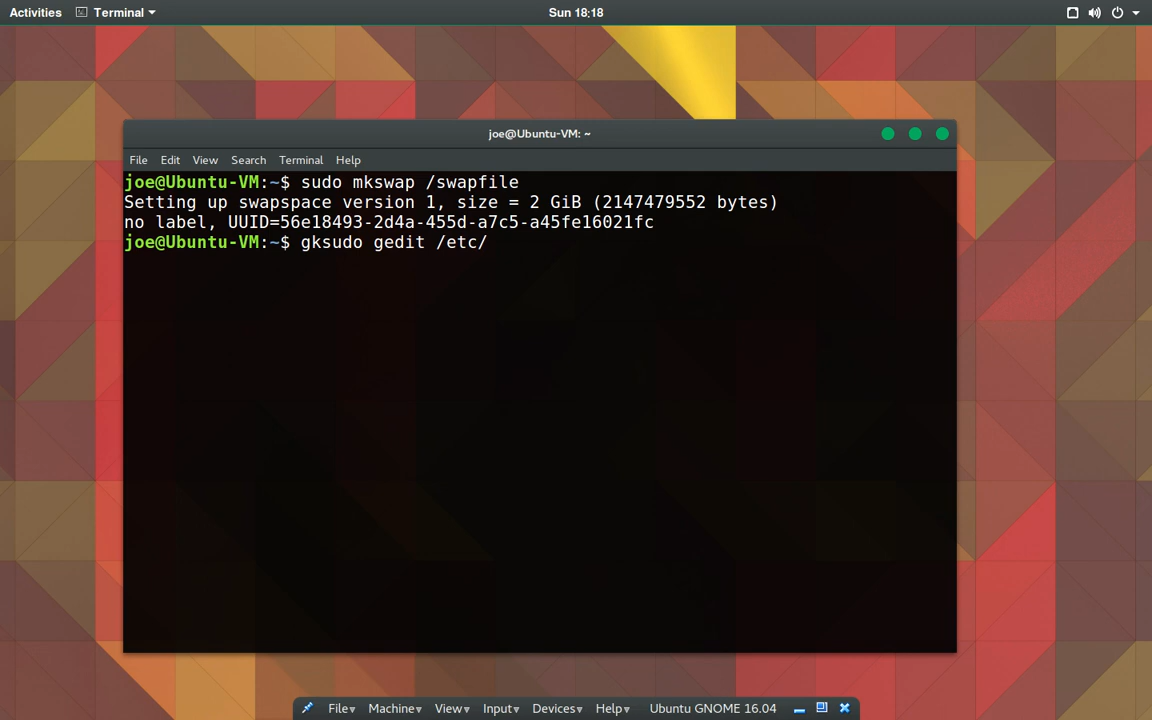 Activities Terminal Sun 18:18
joe@Ubuntu-VM: ~
File Edit View Search Terminal Help
joe@Ubuntu-VM:~$ sudo mkswap /swapfile
Setting up swapspace version 1, size = 2 GiB (2147479552 bytes)
no label, UUID=56e18493-2d4a-455d-a7c5-a45fe16021fc
joe@Ubuntu-VM:~$ gksudo gedit /etc/
File Machine View Input Devices Help Ubuntu GNOME 16.04